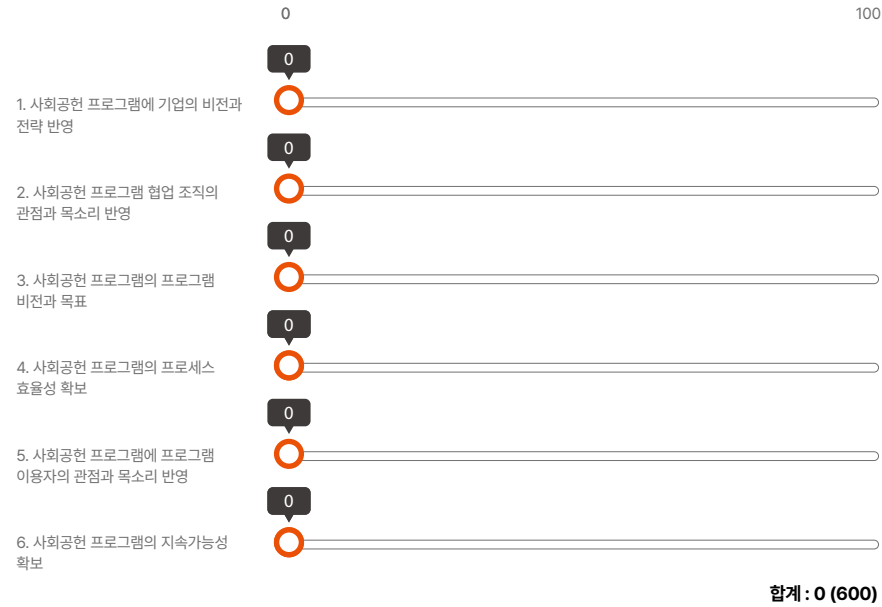 0 100
0
1. 사회공헌 프로그램에 기업의 비전과
전략 반영
0
2. 사회공헌 프로그램 협업 조직의
관점과 목소리 반영
0
3. 사회공헌 프로그램의 프로그램
비전과 목표
0
4. 사회공헌 프로그램의 프로세스
효율성 확보
0
5. 사회공헌 프로그램에 프로그램
이용자의 관점과 목소리 반영
0
6. 사회공헌 프로그램의 지속가능성
확보
합계 : 0 (600)